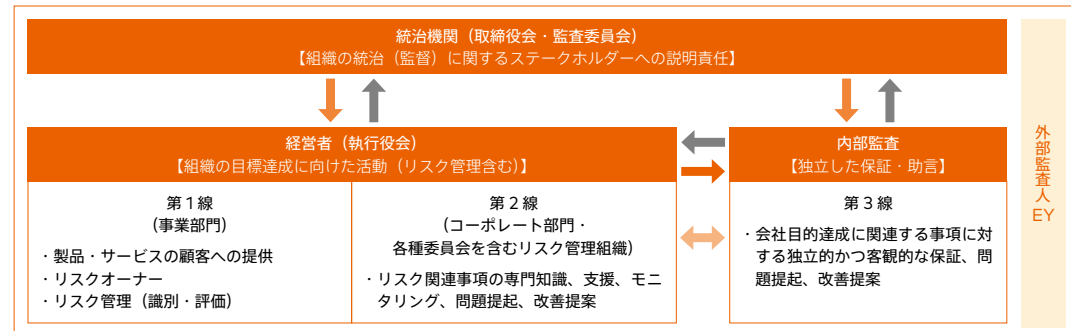 統治機関（取締役会・監査委員会）
【組織の統治（監督）に関するステークホルダーへの説明責任】
経営者（執行役会）
【組織の目標達成に向けた活動（リスク管理含む）】
内部監査
【独立した保証・助言】
第１線
（事業部門）
・製品・サービスの顧客への提供
・リスクオーナー
・リスク管理（識別・評価）
第２線
（コーポレート部門・
各種委員会を含むリスク管理組織）
・リスク関連事項の専門知識、支援、モニ
タリング、問題提起、改善提案
第３線
・会社目的達成に関連する事項に対
する独立的かつ客観的な保証、問
題提起、改善提案
外部監査人
EY